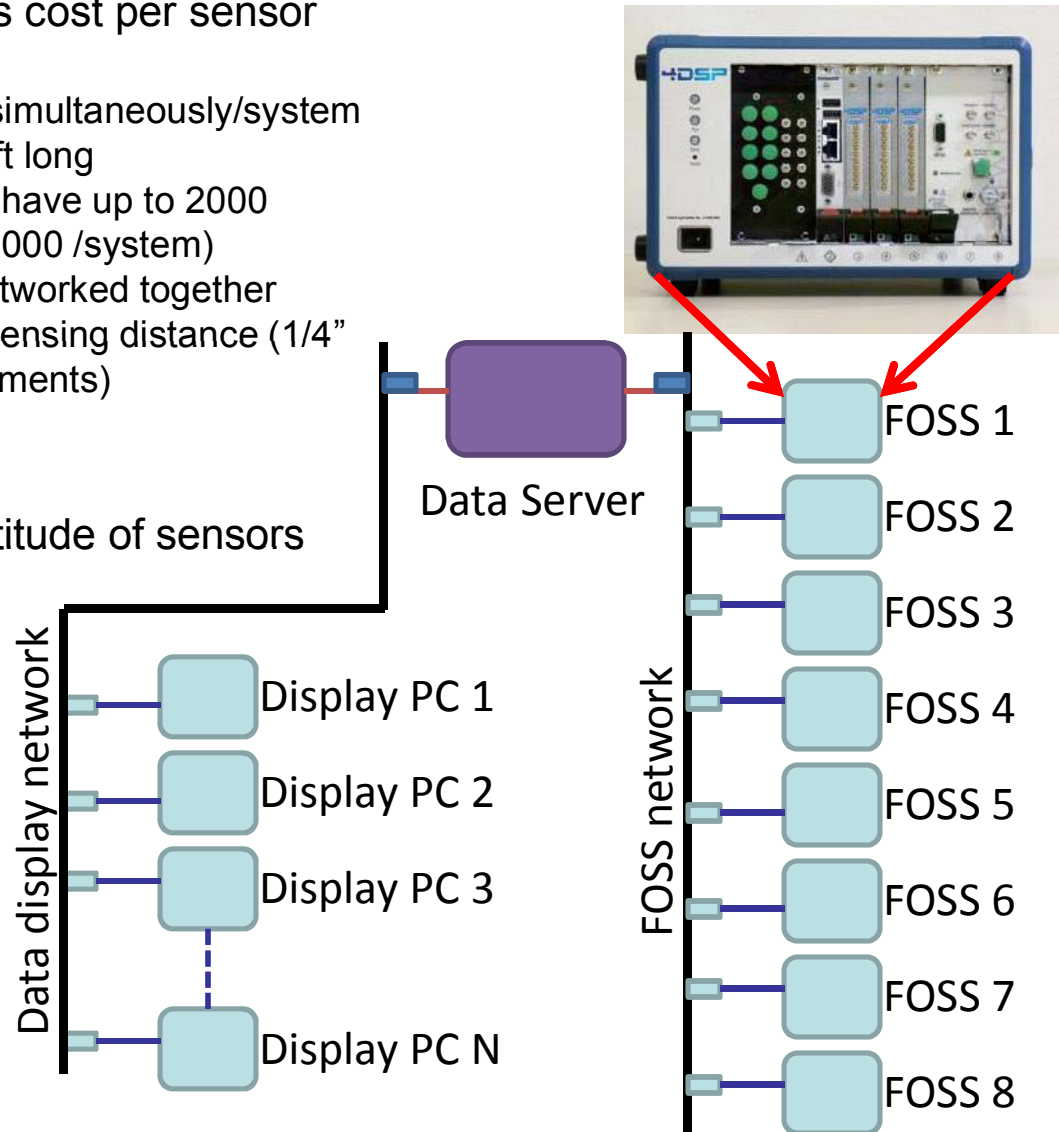 s cost per sensor
simultaneously/system
ft long
have up to 2000
000 /system)
tworked together
ensing distance (1/4”
ments)
titude of sensors
4DSP
Data Server
FOSS 1
FOSS 2
FOSS 3
FOSS 4
FOSS 5
FOSS 6
FOSS 7
FOSS 8
FOSS network
Data display network
Display PC 1
Display PC 2
Display PC 3
Display PC N